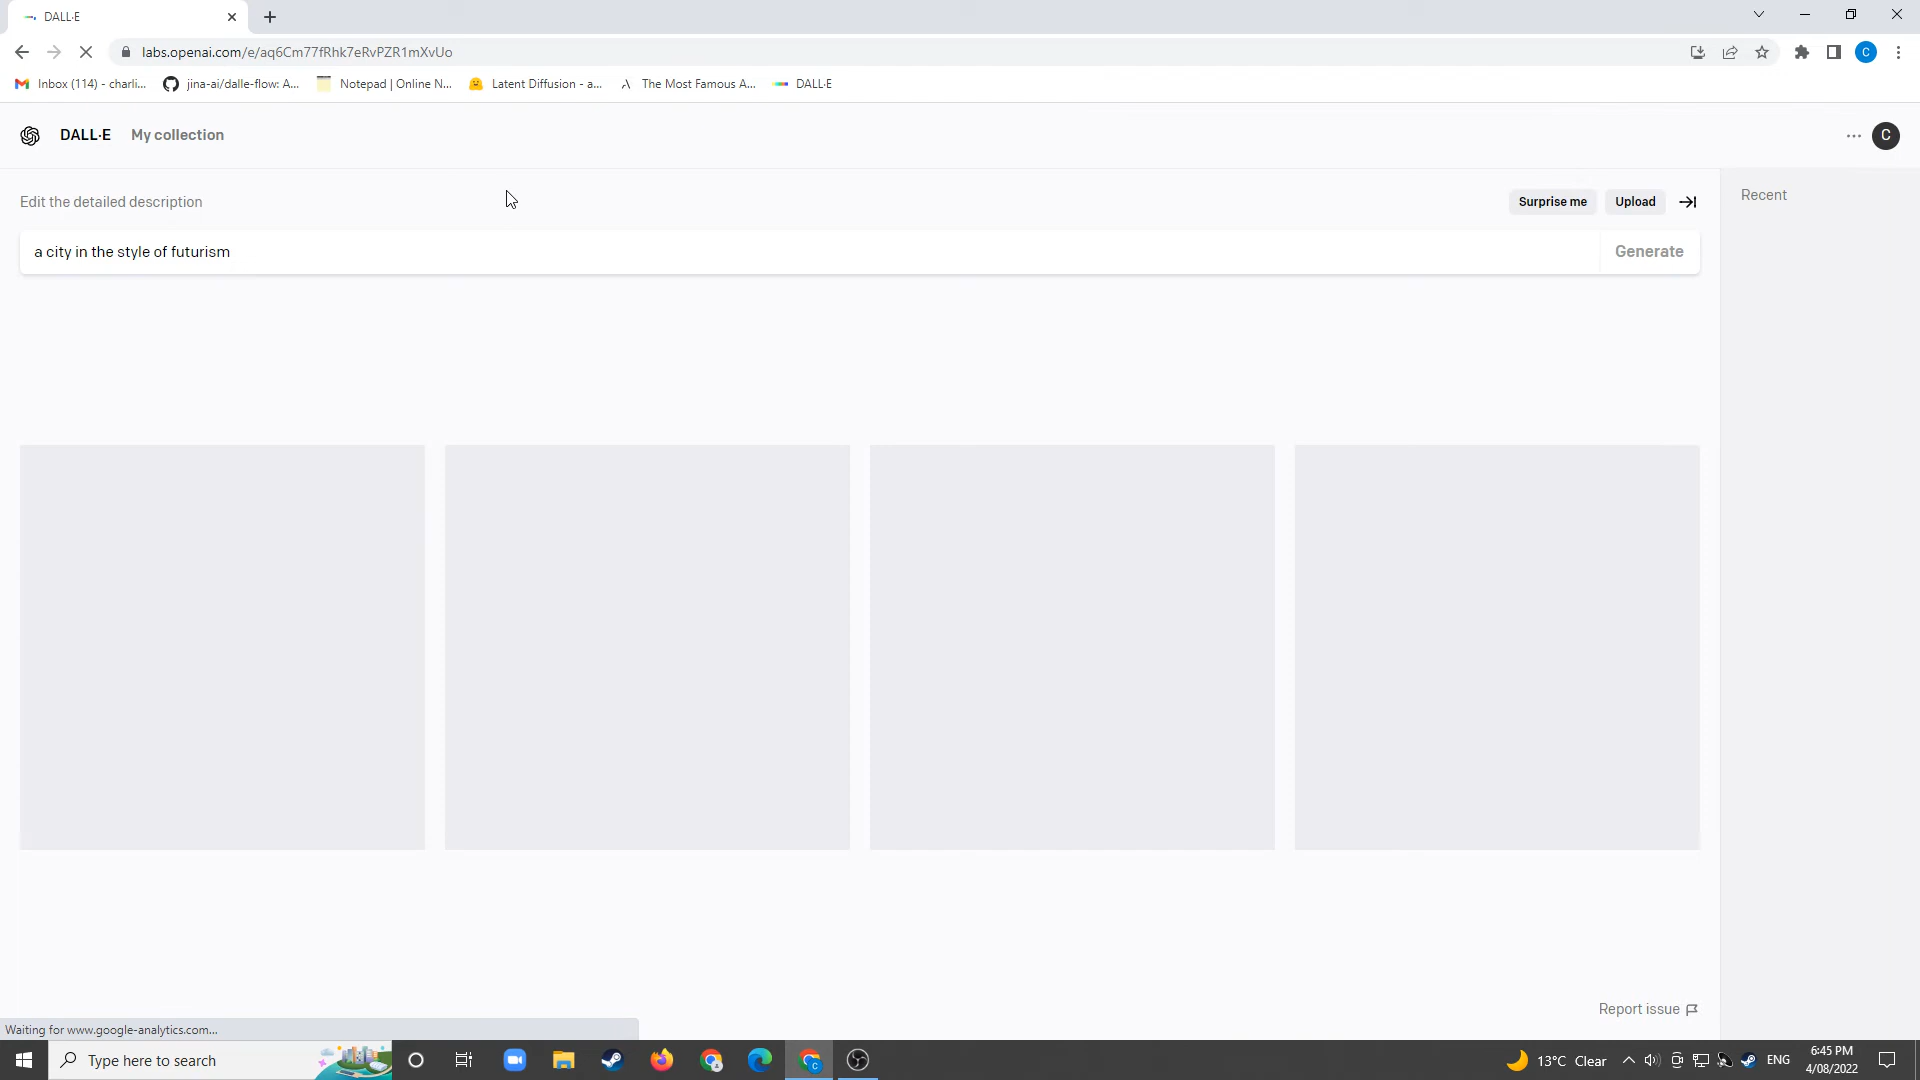 DALL·E
labs.openai.com/e/aq6Cm77fRhk7eRvPZR1mXvUo
C
Inbox (114) - charli...
jina-ai/dalle-flow: A...
Notepad | Online N...
Latent Diffusion - a...
The Most Famous A...
DALL·E
DALL·E
My collection
C
Edit the detailed description
Surprise me
Upload
Recent
a city in the style of futurism
Generate
Report issue
Waiting for www.google-analytics.com...
Type here to search
13°C Clear
ENG
6:45 PM
4/08/2022